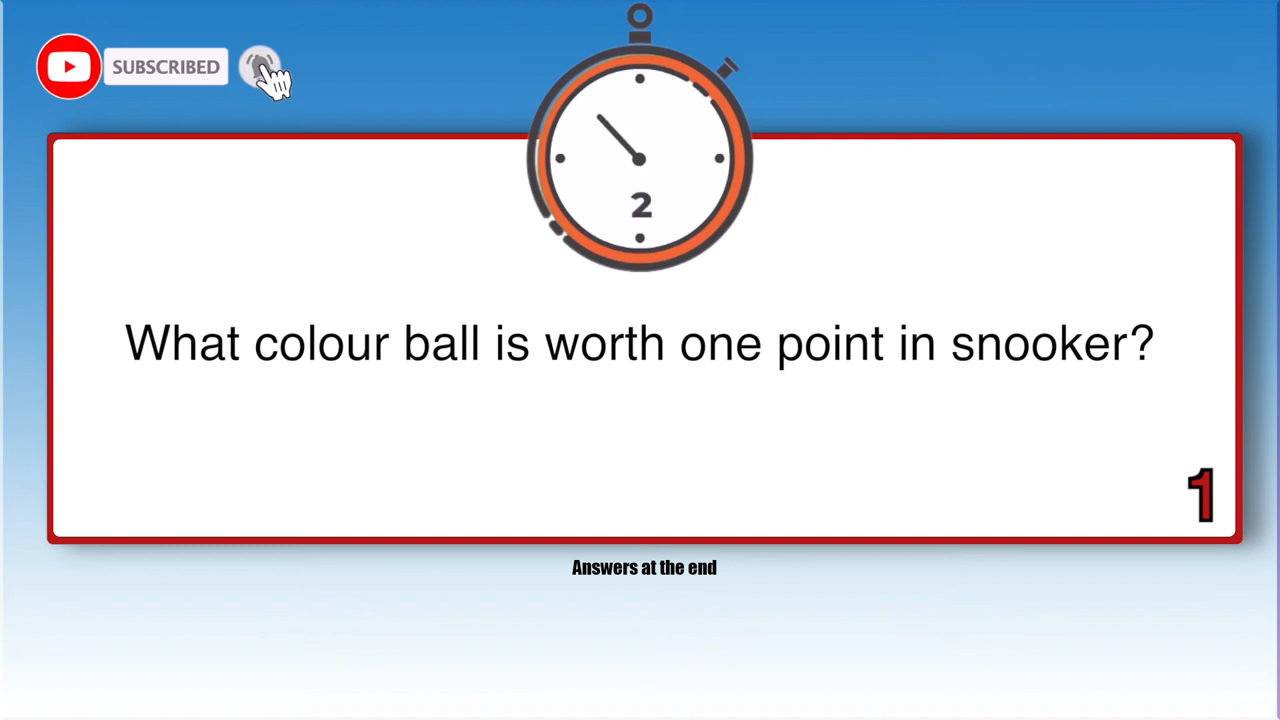 SUBSCRIBED
2
What colour ball is worth one point in snooker?
1
Answers at the end